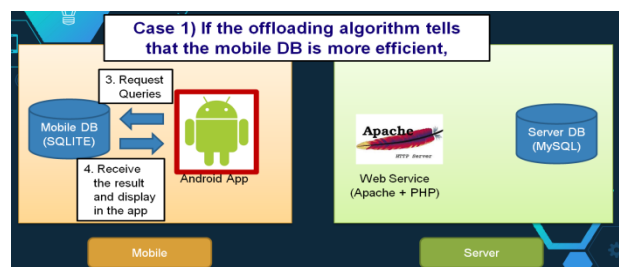 Case 1) If the offloading algorithm tells
that the mobile DB is more efficient,
3. Request
Queries
Mobile DB
(SQLITE)
4. Receive
the result
and display
in the app
Android App
Apache
HTTP Server
Web Service
(Apache + PHP)
Server DB
(MySQL)
Mobile
Server